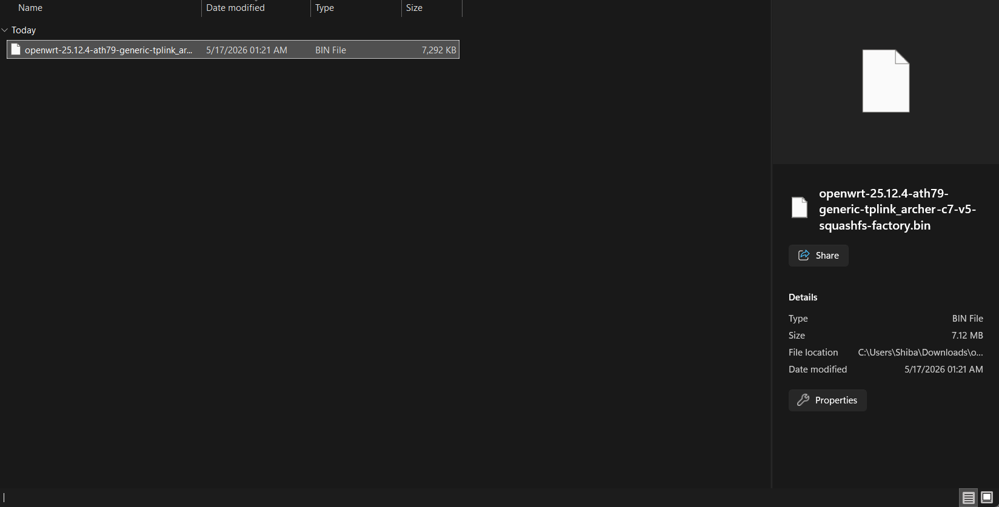 Name Date modified Type Size
Today
openwrt-25.12.4-ath79-generic-tplink_ar... 5/17/2026 01:21 AM BIN File 7,292 KB
openwrt-25.12.4-ath79-
generic-tplink_archer-c7-v5-
squashfs-factory.bin
Share
Details
Type BIN File
Size 7.12 MB
File location C:\Users\Shiba\Downloads\o...
Date modified 5/17/2026 01:21 AM
Properties